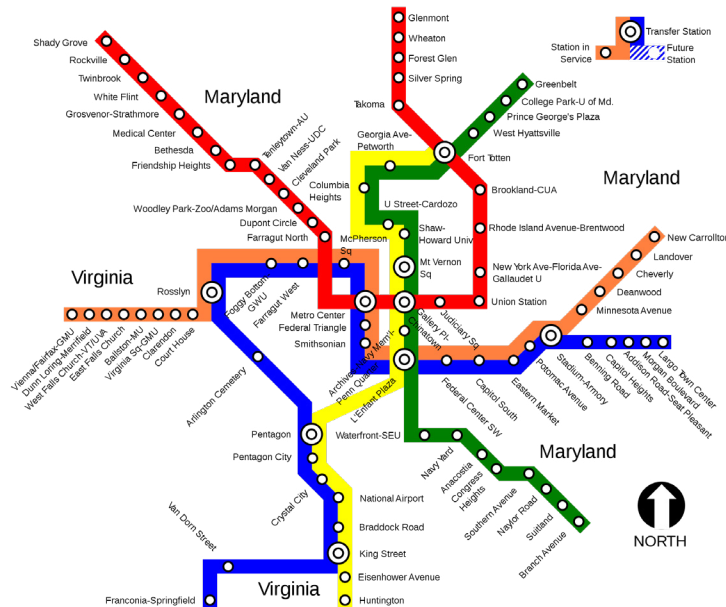 Glenmont
Wheaton
Forest Glen
Silver Spring
Takoma
Transfer Station
Station in
Service
Future
Station
Shady Grove
Rockville
Twinbrook
White Flint
Grosvenor-Strathmore
Medical Center
Bethesda
Friendship Heights
Maryland
Tenleytown-AU
Van Ness-UDC
Cleveland Park
Woodley Park-Zoo/Adams Morgan
Dupont Circle
Farragut North
Georgia Ave-
Petworth
Columbia
Heights
U Street-Cardozo
Shaw-
Howard Univ
Mt Vernon
Sq
Greenbelt
College Park-U of Md.
Prince George's Plaza
West Hyattsville
Fort Totten
Brookland-CUA
Rhode Island Avenue-Brentwood
New York Ave-Florida Ave-
Gallaudet U
Union Station
Maryland
New Carrollton
Landover
Cheverly
Deanwood
Minnesota Avenue
Virginia
Rosslyn
Foggy Bottom
GWU
Farragut West
McPherson
Sq
Metro Center
Federal Triangle
Smithsonian
Gallery Pl-
Chinatown
Judiciary Sq
Archives-Navy Mem'l-
Penn Quarter
L'Enfant Plaza
Vienna/Fairfax-GMU
Dunn Loring-Merrifield
West Falls Church-VT/UVA
East Falls Church
Ballston-MU
Virginia Sq-GMU
Clarendon
Court House
Arlington Cemetery
Federal Center SW
Capitol South
Eastern Market
Potomac Avenue
Stadium-Armory
Benning Road
Capitol Heights
Addison Road-Seat Pleasant
Morgan Boulevard
Largo Town Center
Pentagon
Pentagon City
Crystal City
National Airport
Braddock Road
King Street
Eisenhower Avenue
Huntington
Van Dorn Street
Franconia-Springfield
Virginia
Waterfront-SEU
Navy Yard
Anacostia
Congress
Heights
Southern Avenue
Naylor Road
Suitland
Branch Avenue
Maryland
NORTH